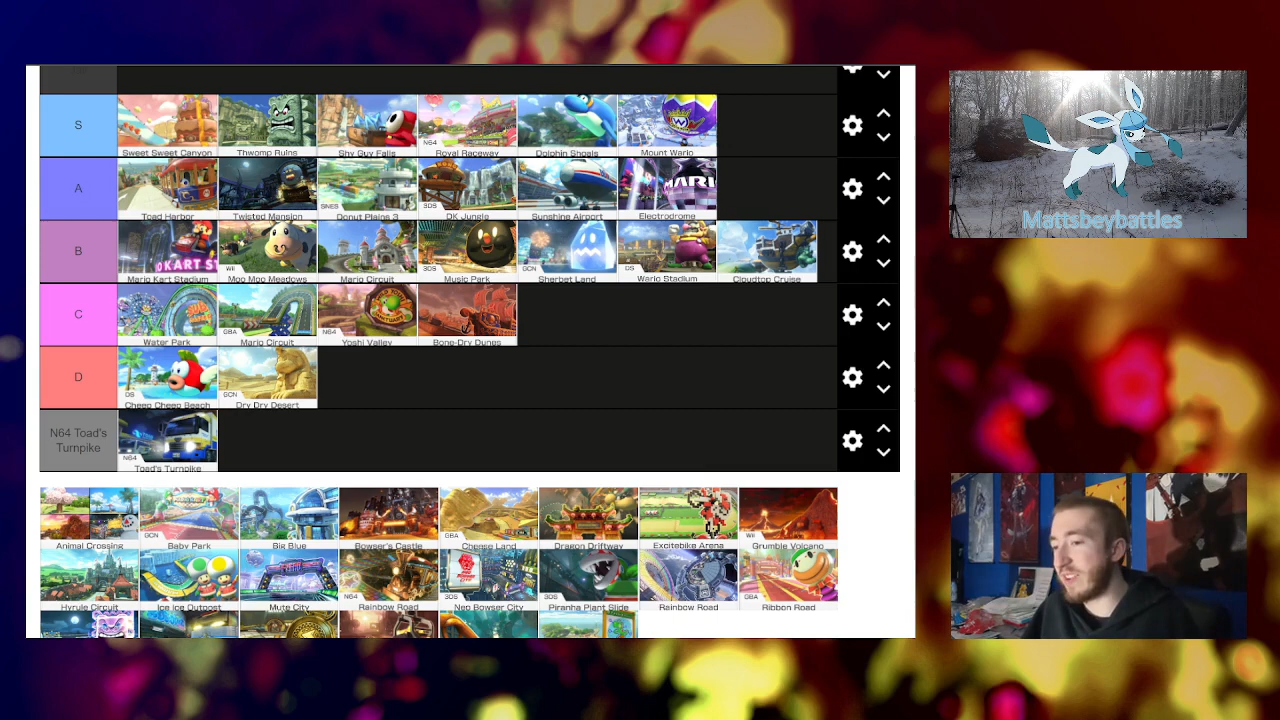 S
Sweet Sweet Canyon
Thwomp Ruins
Shy Guy Falls
N64
Royal Raceway
Dolphin Shoals
Mount Wario
A
Toad Harbor
Twisted Mansion
SNES
Donut Plains 3
3DS
DK Jungle
Sunshine Airport
MARI
Electrodrome
B
KART ST
Mario Kart Stadium
Wii
Moo Moo Meadows
Mario Circuit
3DS
Music Park
GCN
Sherbet Land
DS
Wario Stadium
Cloudtop Cruise
C
Water Park
GBA
Mario Circuit
N64
Yoshi Valley
Bone-Dry Dunes
D
DS
Cheep Cheep Beach
GCN
Dry Dry Desert
N64 Toad's
Turnpike
N64
Toad's Turnpike
Animal Crossing
GCN
Baby Park
Big Blue
Bowser's Castle
GBA
Cheese Land
Dragon Driftway
Excitebike Arena
Wii
Grumble Volcano
Hyrule Circuit
Ice Ice Outpost
Mute City
N64
Rainbow Road
3DS
Neo Bowser City
3DS
Piranha Plant Slide
Rainbow Road
GBA
Ribbon Road
Mattsbeybattles